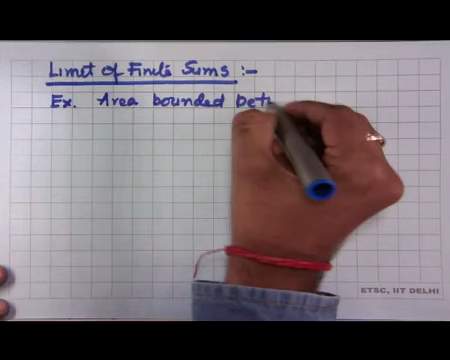 Limit of Finite Sums :-
Ex. Area bounded bet
ETSC, IIT DELHI